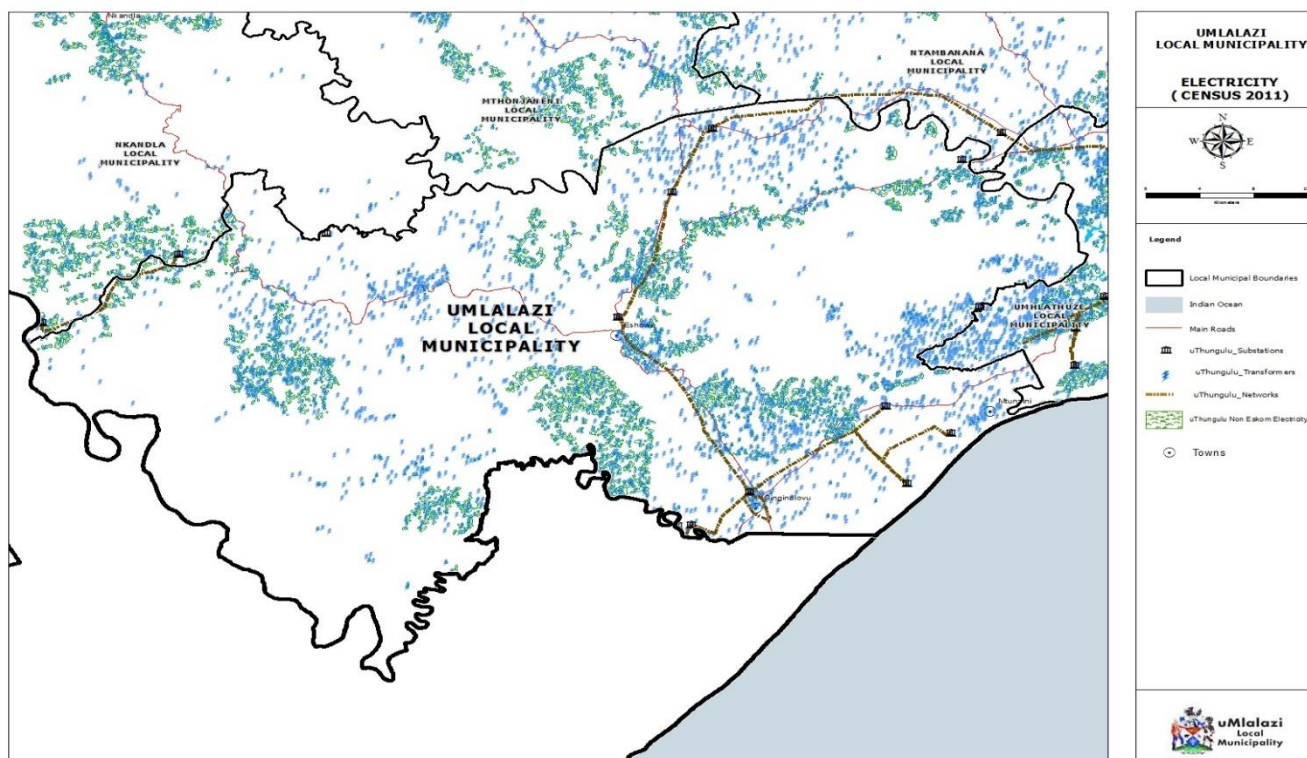 Nkandla
NTAMBANANA
LOCAL
MUNICIPALITY
MTHONJANENI
LOCAL
MUNICIPALITY
NKANDLA
LOCAL
MUNICIPALITY
UMLALAZI
LOCAL
MUNICIPALITY
Eshowe
UMHLATHUZE
LOCAL
MUNICIPALITY
Mtunzini
Gingindlovu
UMLALAZI
LOCAL MUNICIPALITY
ELECTRICITY
( CENSUS 2011)
N
W E
S
Kilometers
Legend
Local Municipal Boundaries
Indian Ocean
Main Roads
uThungulu_Substations
uThungulu_Transformers
uThungulu_Networks
uThungulu Non Eskom Electricity
Towns
uMlalazi
Local
Municipality